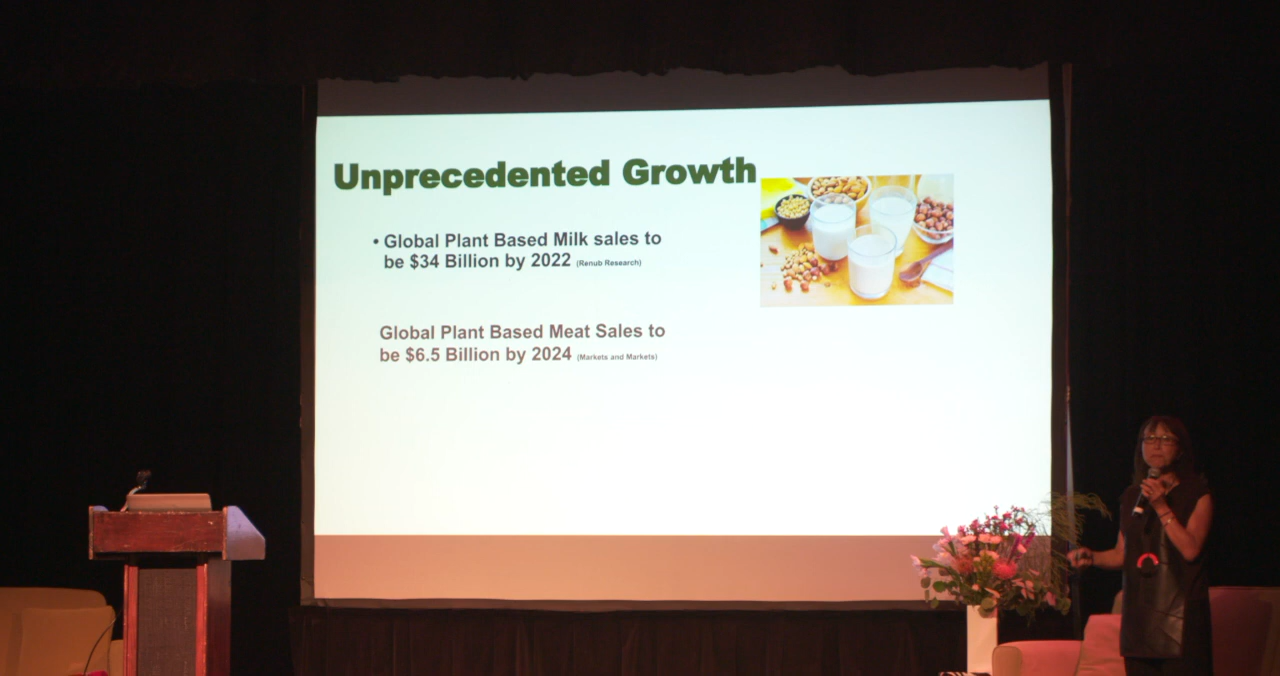 Unprecedented Growth
• Global Plant Based Milk sales to
be $34 Billion by 2022 (Renub Research)
Global Plant Based Meat Sales to
be $6.5 Billion by 2024 (Markets and Markets)